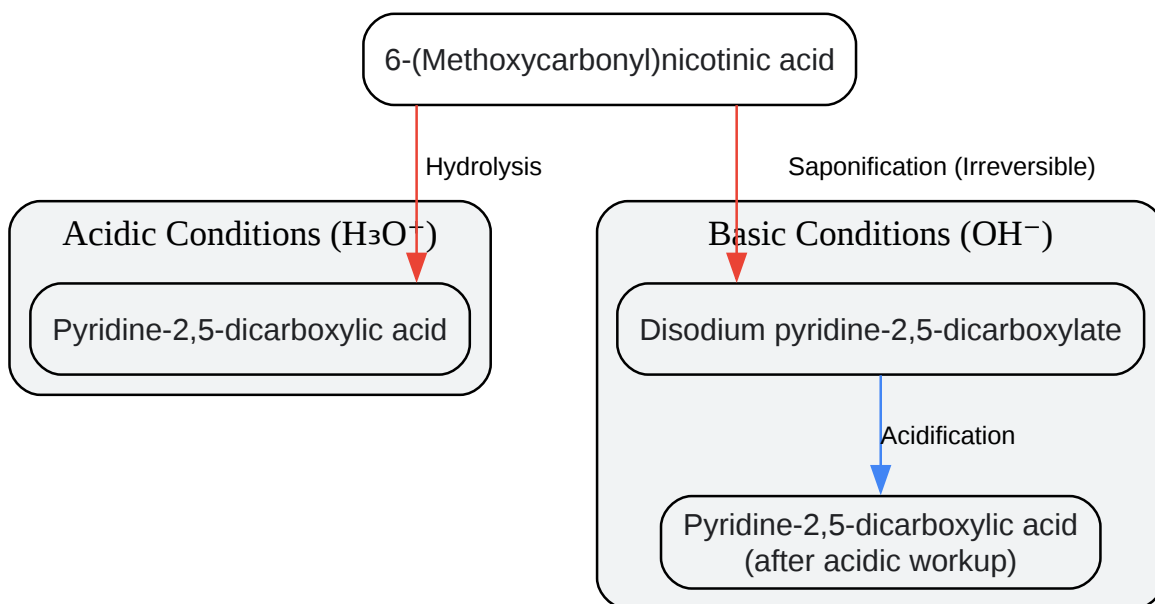 6-(Methoxycarbonyl)nicotinic acid
Hydrolysis
Saponification (Irreversible)
Acidic Conditions (H₃O⁺)
Basic Conditions (OH⁻)
Pyridine-2,5-dicarboxylic acid
Disodium pyridine-2,5-dicarboxylate
Acidification
Pyridine-2,5-dicarboxylic acid
(after acidic workup)